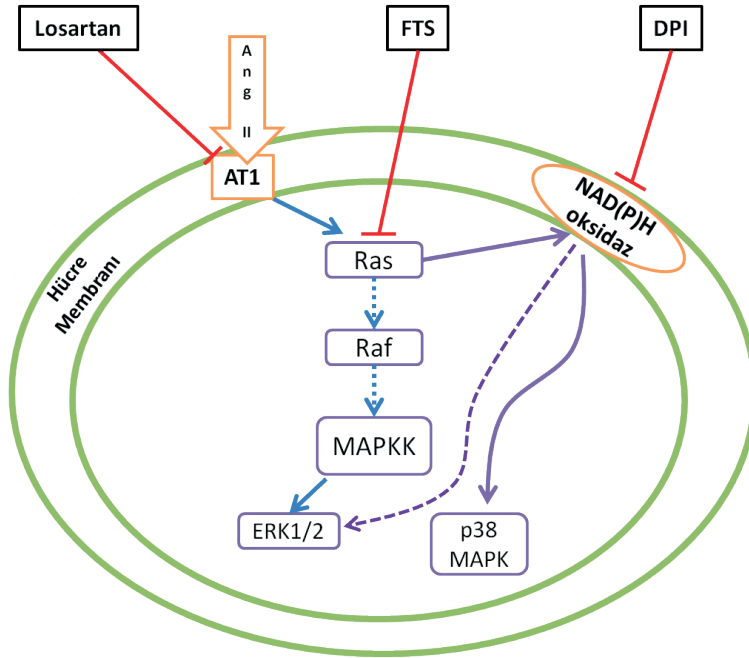 Losartan
FTS
DPI
A
n
g
II
AT1
NAD(P)H
oksidaz
Hücre
Membranı
Ras
Raf
MAPKK
ERK1/2
p38
MAPK